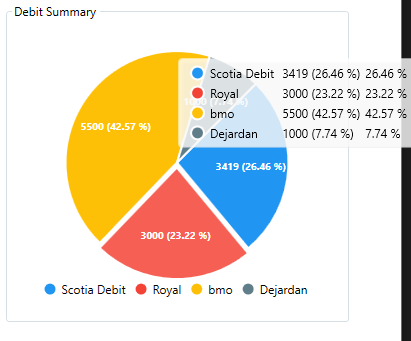 Debit Summary
Scotia Debit 3419 (26.46 %) 26.46 %
Royal 3000 (23.22 %) 23.22 %
bmo 5500 (42.57 %) 42.57 %
Dejardan 1000 (7.74 %) 7.74 %
5500 (42.57 %)
3419 (26.46 %)
3000 (23.22 %)
Scotia Debit Royal bmo Dejardan